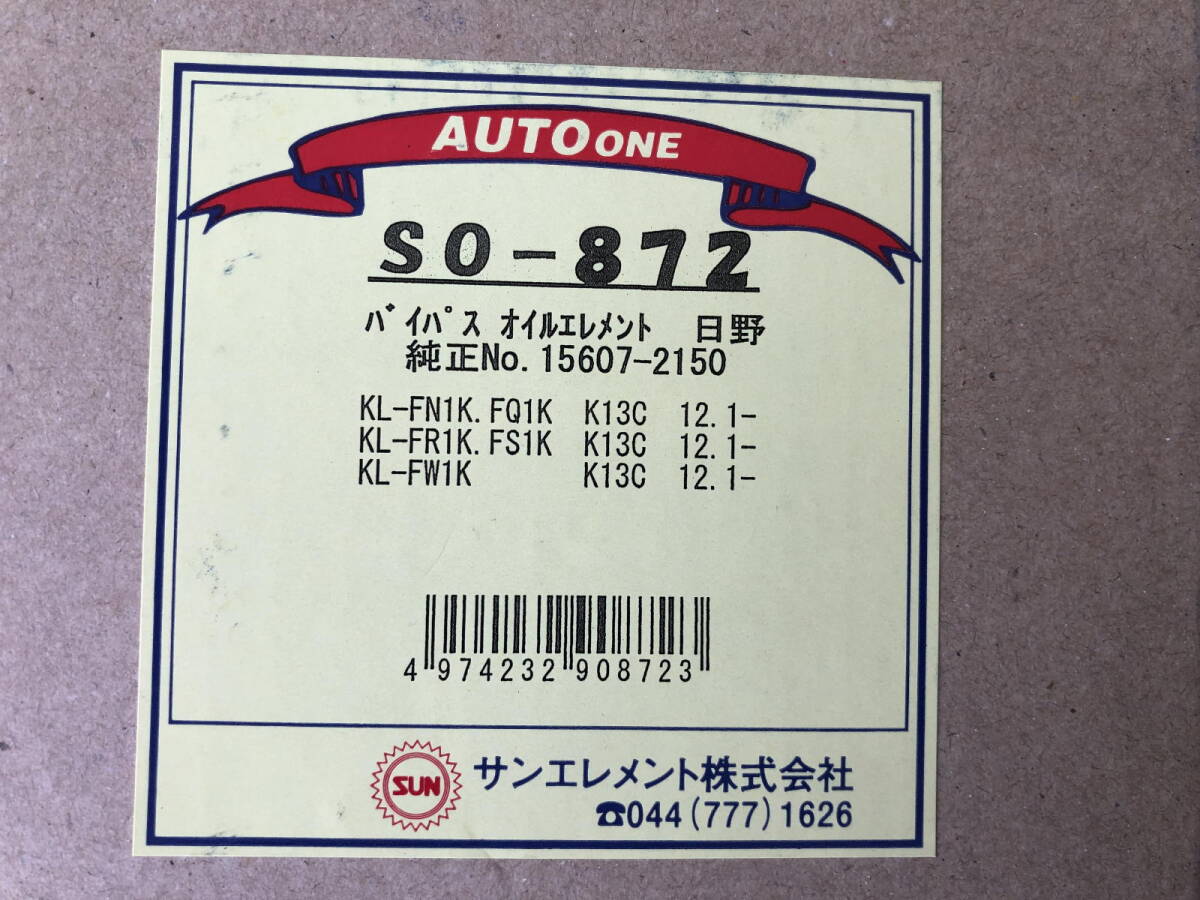 AUTO ONE
SO-872
ﾊﾞｲﾊﾟｽ ｵｲﾙｴﾚﾒﾝﾄ 日野
純正No. 15607-2150
KL-FN1K. FQ1K K13C 12. 1-
KL-FR1K. FS1K K13C 12. 1-
KL-FW1K K13C 12. 1-
4 974232 908723
SUN サンエレメント株式会社
☎044(777)1626